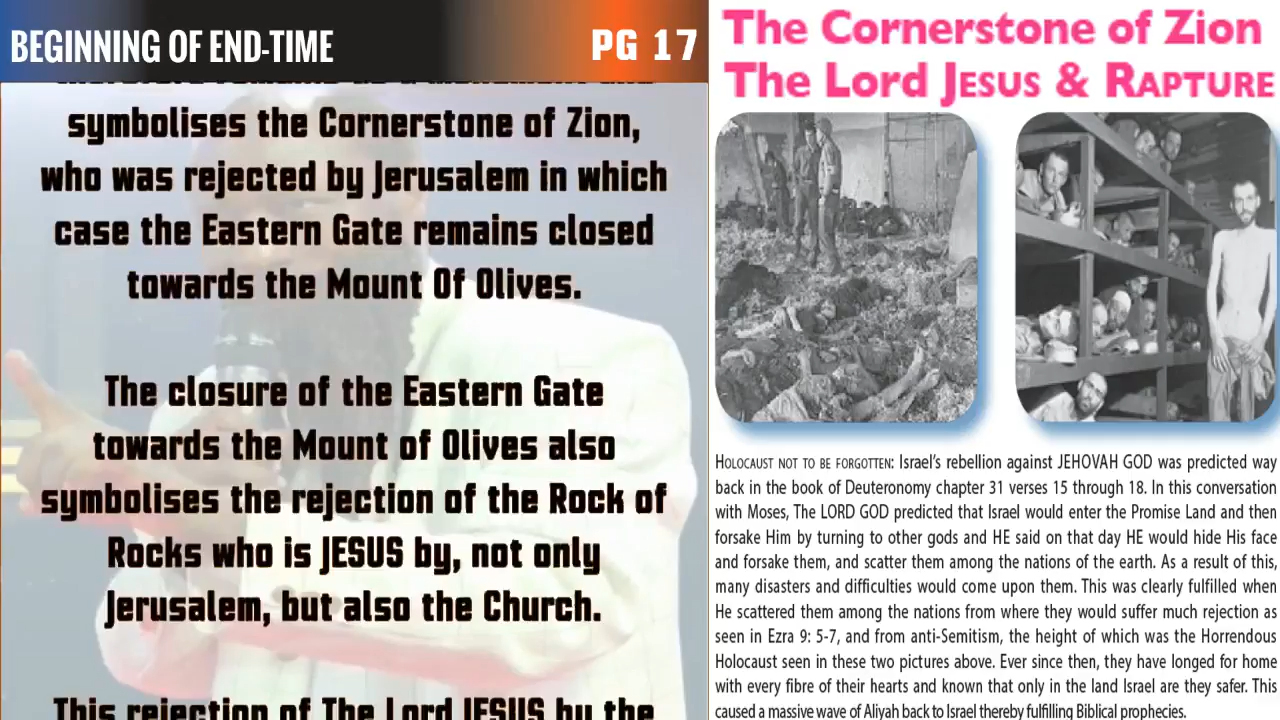 BEGINNING OF END-TIME
PG 17
symbolises the Cornerstone of Zion,
who was rejected by Jerusalem in which
case the Eastern Gate remains closed
towards the Mount Of Olives.
The closure of the Eastern Gate
towards the Mount of Olives also
symbolises the rejection of the Rock of
Rocks who is JESUS by, not only
Jerusalem, but also the Church.
This rejection of The Lord JESUS by the
The Cornerstone of Zion
The Lord JESUS & RAPTURE
HOLOCAUST NOT TO BE FORGOTTEN: Israel's rebellion against JEHOVAH GOD was predicted way
back in the book of Deuteronomy chapter 31 verses 15 through 18. In this conversation
with Moses, The LORD GOD predicted that Israel would enter the Promise Land and then
forsake Him by turning to other gods and HE said on that day HE would hide His face
and forsake them, and scatter them among the nations of the earth. As a result of this,
many disasters and difficulties would come upon them. This was clearly fulfilled when
He scattered them among the nations from where they would suffer much rejection as
seen in Ezra 9: 5-7, and from anti-Semitism, the height of which was the Horrendous
Holocaust seen in these two pictures above. Ever since then, they have longed for home
with every fibre of their hearts and known that only in the land Israel are they safer. This
caused a massive wave of Aliyah back to Israel thereby fulfilling Biblical prophecies.